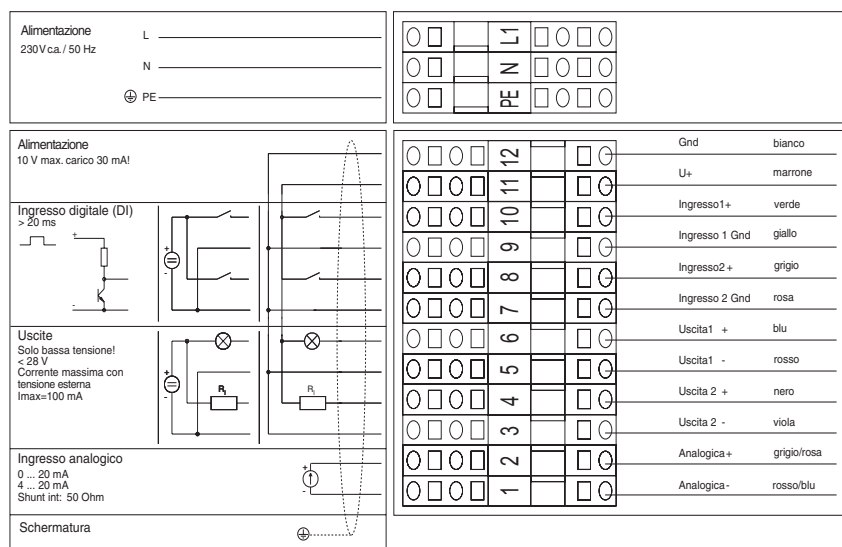 Alimentazione
230V c.a. / 50 Hz
L
N
PE
L1
N
PE
Alimentazione
10 V max. carico 30 mA!
Ingresso digitale (DI)
> 20 ms
+
-
+
-
Uscite
Solo bassa tensione!
< 28 V
Corrente massima con
tensione esterna
Imax=100 mA
+
-
RI
RI
Ingresso analogico
0 ... 20 mA
4 ... 20 mA
Shunt int: 50 Ohm
+
-
Schermatura
12 Gnd bianco
11 U+ marrone
10 Ingresso1+ verde
9 Ingresso 1 Gnd giallo
8 Ingresso2 + grigio
7 Ingresso 2 Gnd rosa
6 Uscita1 + blu
5 Uscita1 - rosso
4 Uscita 2 + nero
3 Uscita 2 - viola
2 Analogica+ grigio/rosa
1 Analogica- rosso/blu